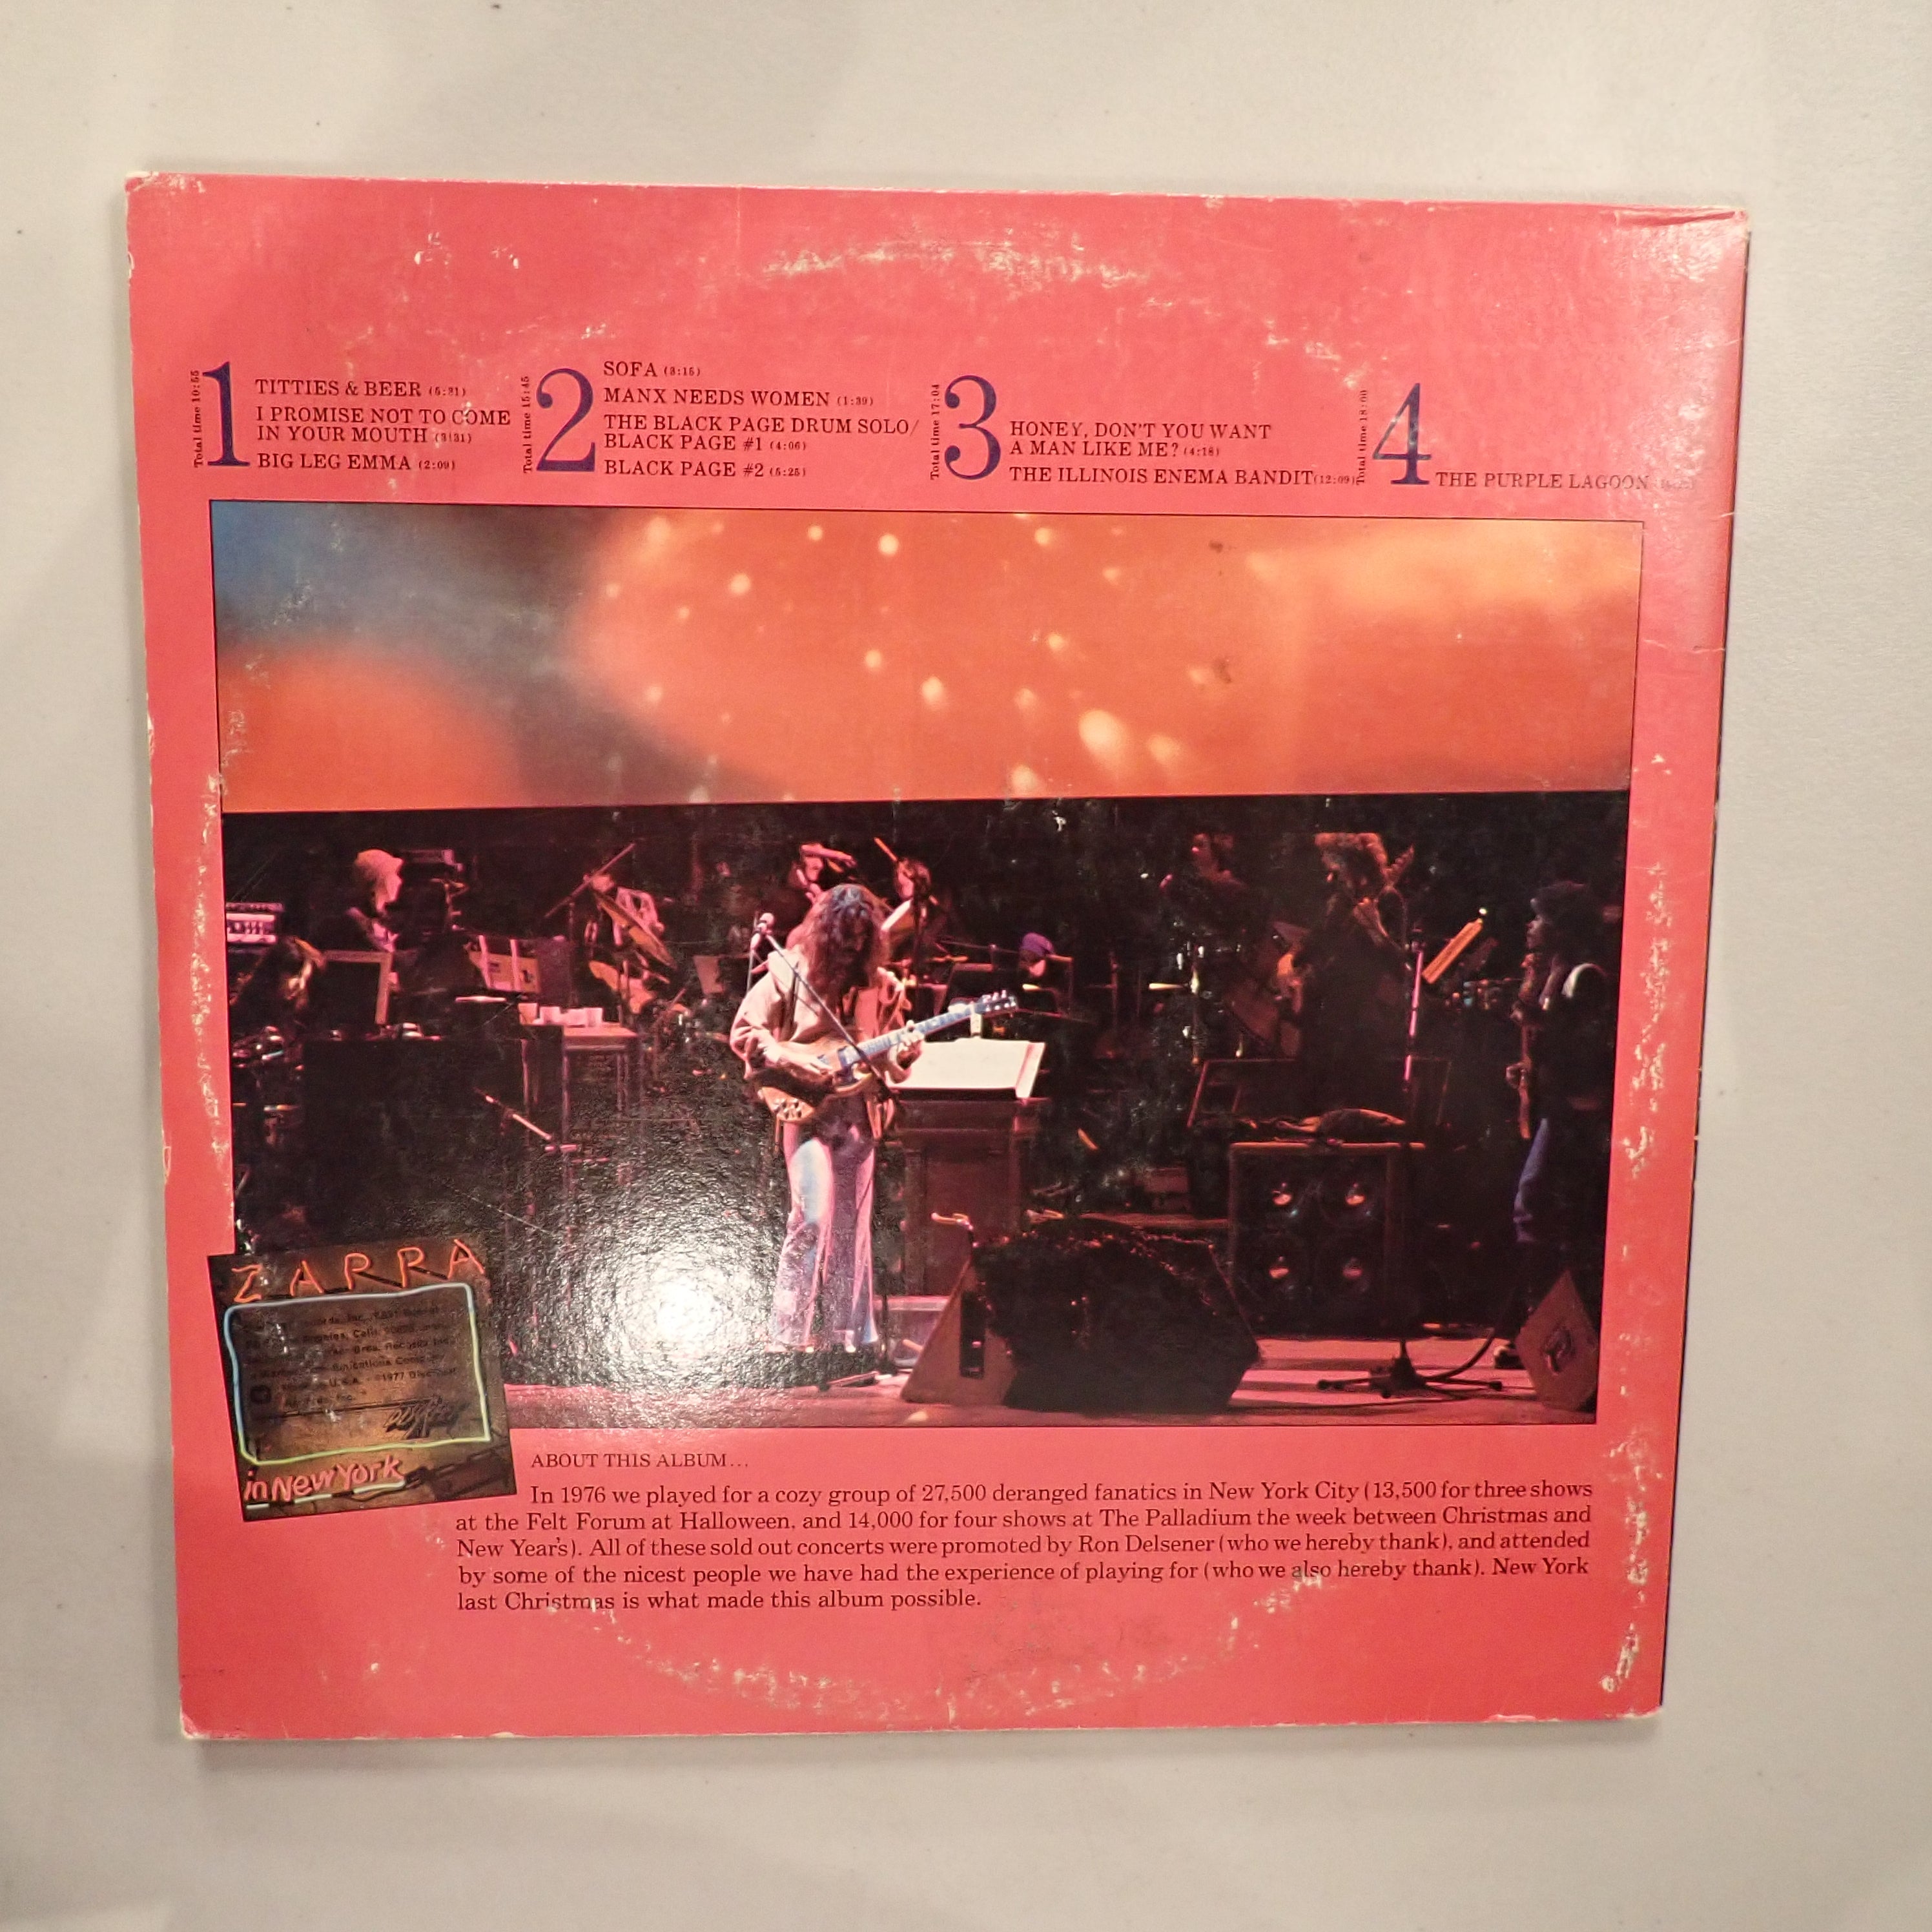 Total time 10:55
1
TITTIES & BEER (5:31)
I PROMISE NOT TO COME
IN YOUR MOUTH (3:31)
BIG LEG EMMA (2:09)
Total time 15:45
2
SOFA (3:15)
MANX NEEDS WOMEN (1:39)
THE BLACK PAGE DRUM SOLO/
BLACK PAGE #1 (4:06)
BLACK PAGE #2 (5:25)
Total time 17:04
3
HONEY, DON'T YOU WANT
A MAN LIKE ME? (4:18)
THE ILLINOIS ENEMA BANDIT (12:09)
Total time 18:00
4
THE PURPLE LAGOON
ZAPPA
Angeles, Calif.
Bros. Records Inc.
U.S.A. ©1977
Inc.
in New York
ABOUT THIS ALBUM...
In 1976 we played for a cozy group of 27,500 deranged fanatics in New York City (13,500 for three shows
at the Felt Forum at Halloween, and 14,000 for four shows at The Palladium the week between Christmas and
New Year's). All of these sold out concerts were promoted by Ron Delsener (who we hereby thank), and attended
by some of the nicest people we have had the experience of playing for (who we also hereby thank). New York
last Christmas is what made this album possible.